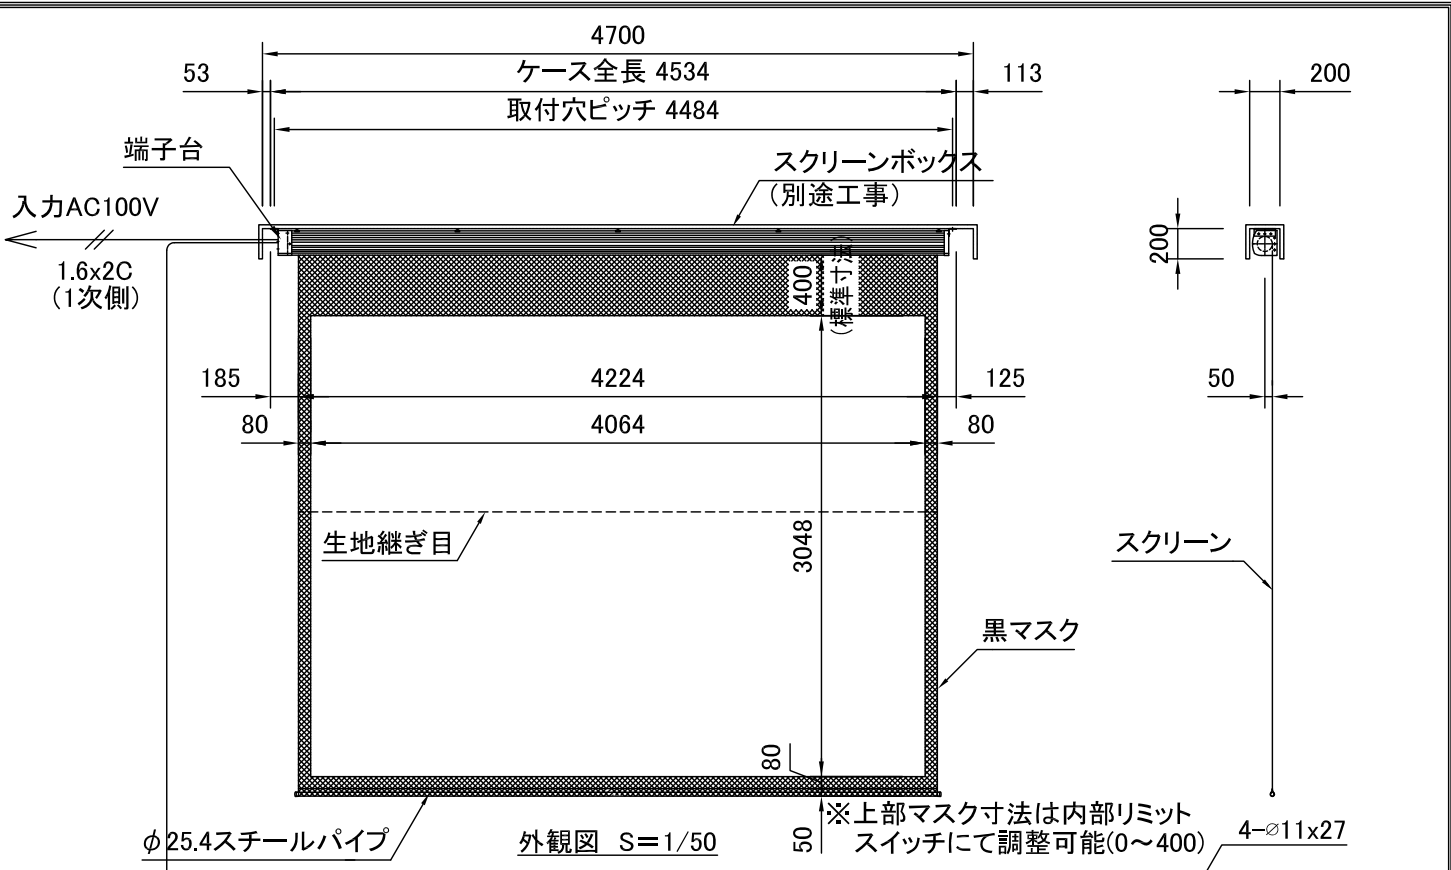 4700
53
ケース全長 4534
113
200
取付穴ピッチ 4484
端子台
スクリーンボックス
(別途工事)
入力AC100V
1.6x2C
(1次側)
200
400
(標準寸法)
185
4224
125
50
80
4064
80
生地継ぎ目
3048
スクリーン
黒マスク
80
※上部マスク寸法は内部リミット
スイッチにて調整可能(0～400)
50
φ25.4スチールパイプ
外観図 S＝1/50
4-∅11x27